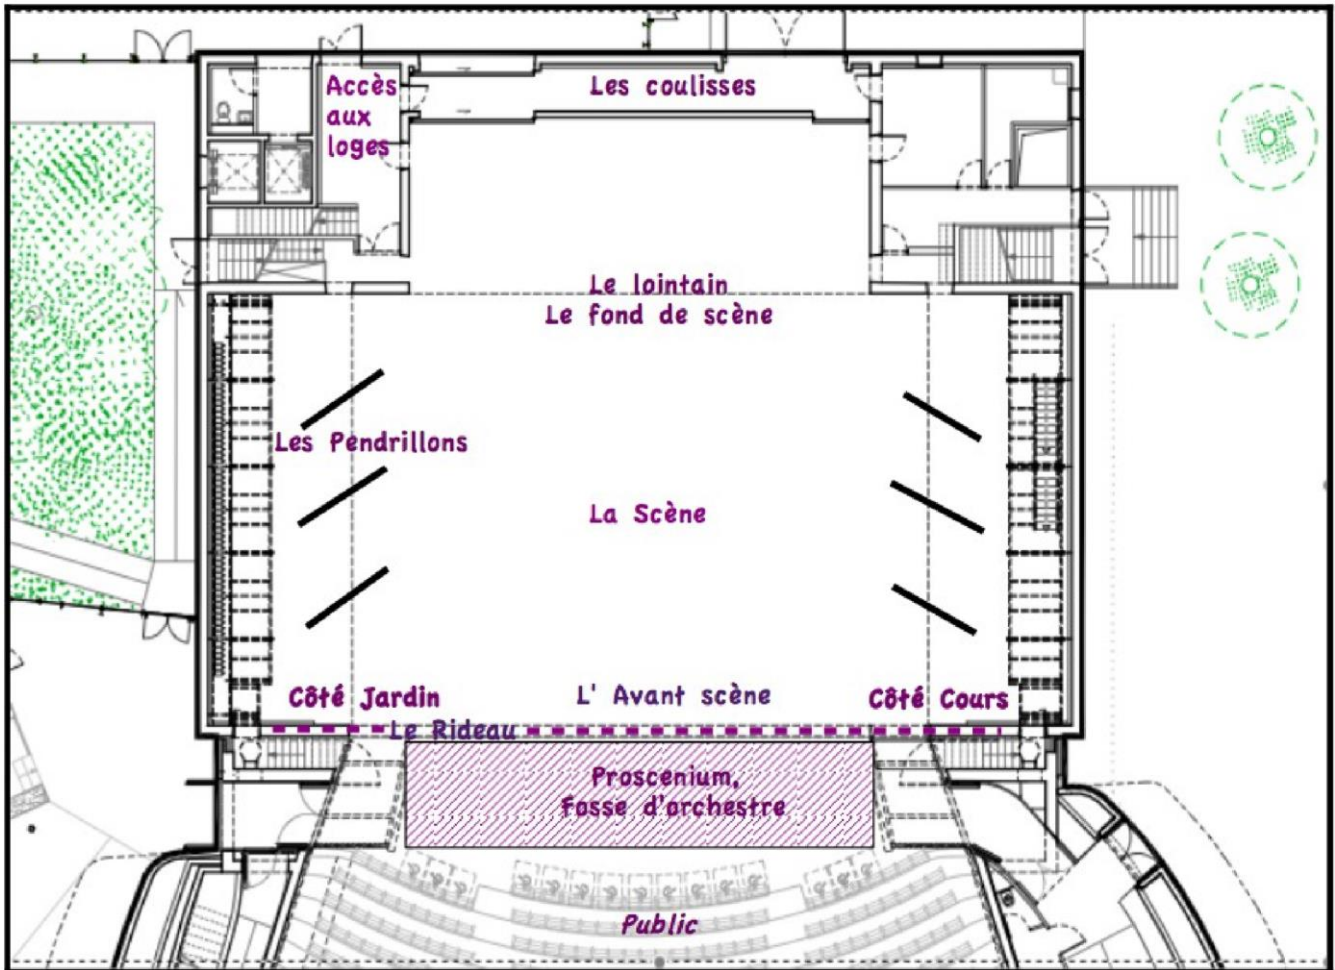 Accès
aux
loges
Les coulisses
Le lointain
Le fond de scène
Les Pendrillons
La Scène
Côté Jardin
L' Avant scène
Côté Cours
Le Rideau
Proscenium,
Fosse d'orchestre
Public